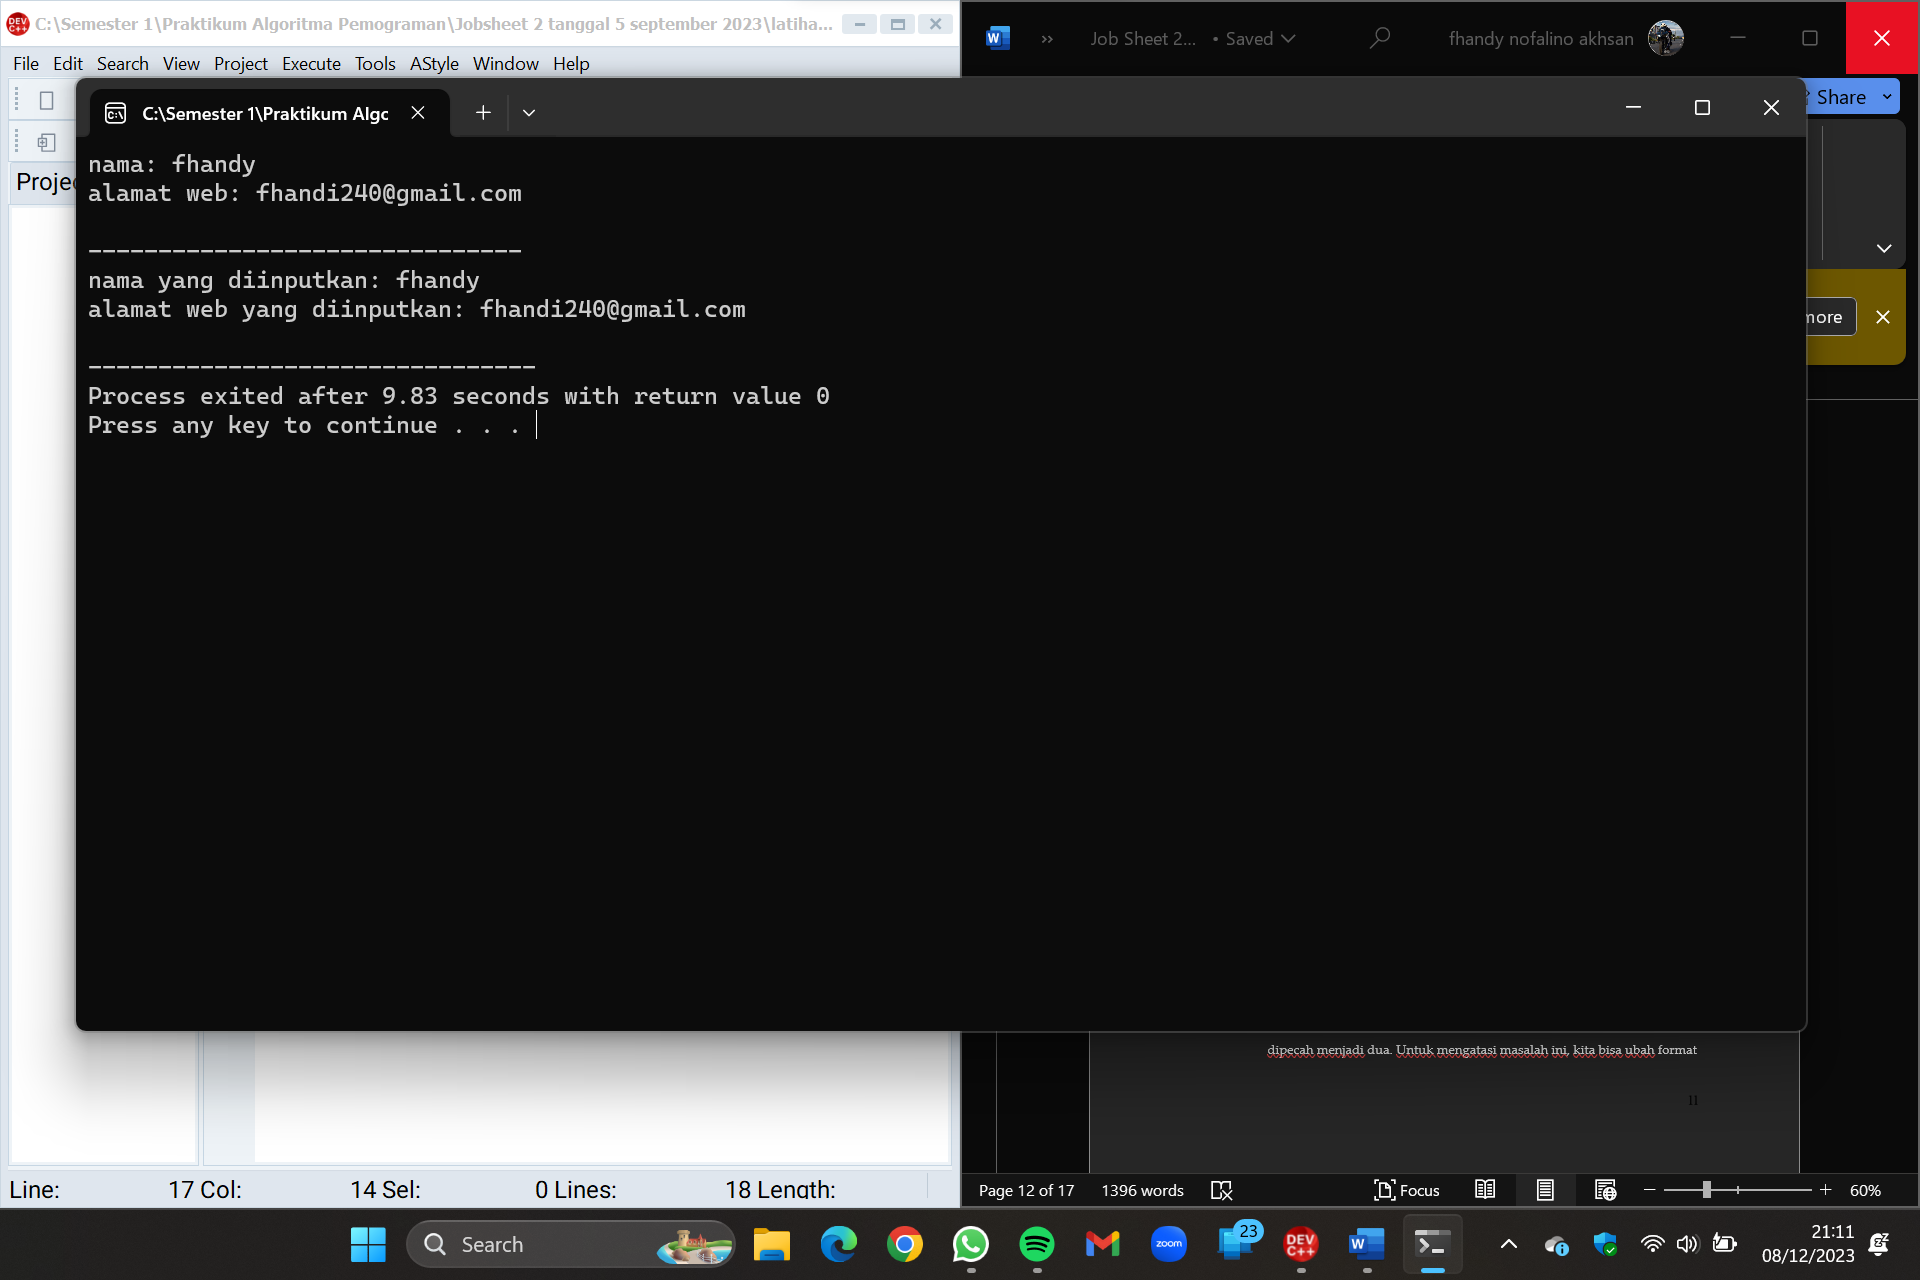 C:\Semester 1\Praktikum Algoritma Pemograman\Jobsheet 2 tanggal 5 september 2023\latiha...
File Edit Search View Project Execute Tools AStyle Window Help
Job Sheet 2... • Saved
fhandy nofalino akhsan
Share
C:\Semester 1\Praktikum Algc
Projec
nama: fhandy
alamat web: fhandi240@gmail.com
-------------------------------
nama yang diinputkan: fhandy
alamat web yang diinputkan: fhandi240@gmail.com
--------------------------------
Process exited after 9.83 seconds with return value 0
Press any key to continue . . .
more
dipecah menjadi dua. Untuk mengatasi masalah ini, kita bisa ubah format
11
Line: 17 Col: 14 Sel: 0 Lines: 18 Length:
Page 12 of 17 1396 words Focus 60%
Search
zoom
23
DEV C++
W
21:11
08/12/2023